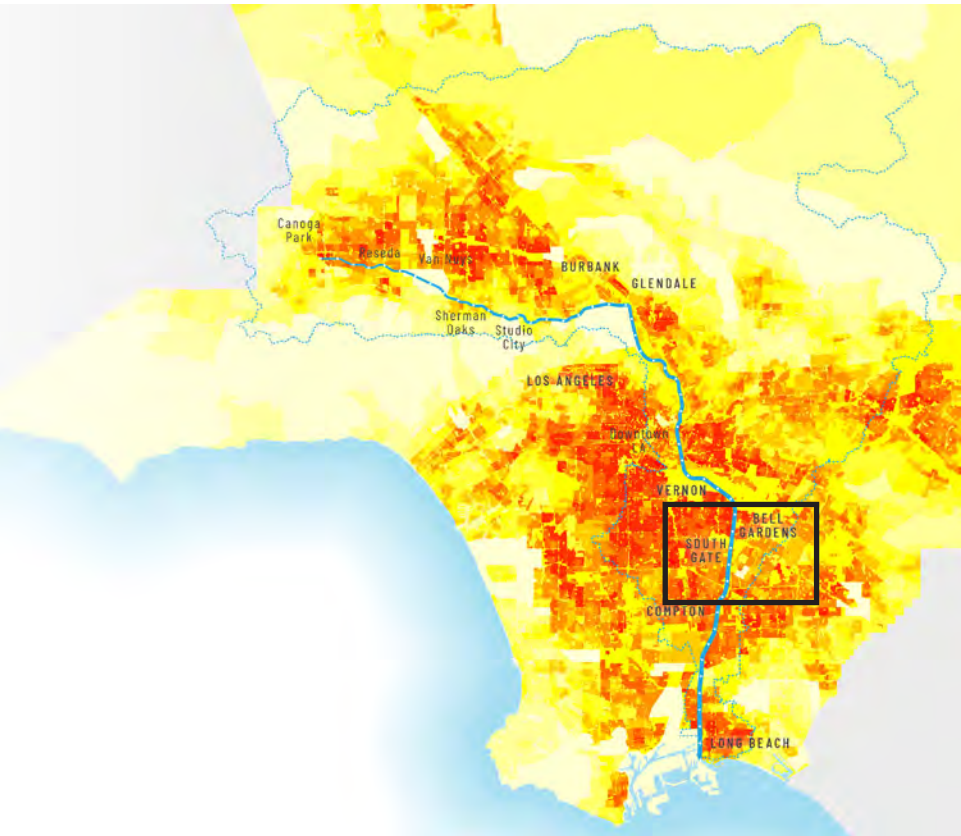 Canoga
Park
Reseda
Van Nuys
BURBANK
GLENDALE
Sherman
Oaks
Studio
City
LOS ANGELES
Downtown
LA
VERNON
BELL
GARDENS
SOUTH
GATE
COMPTON
LONG BEACH